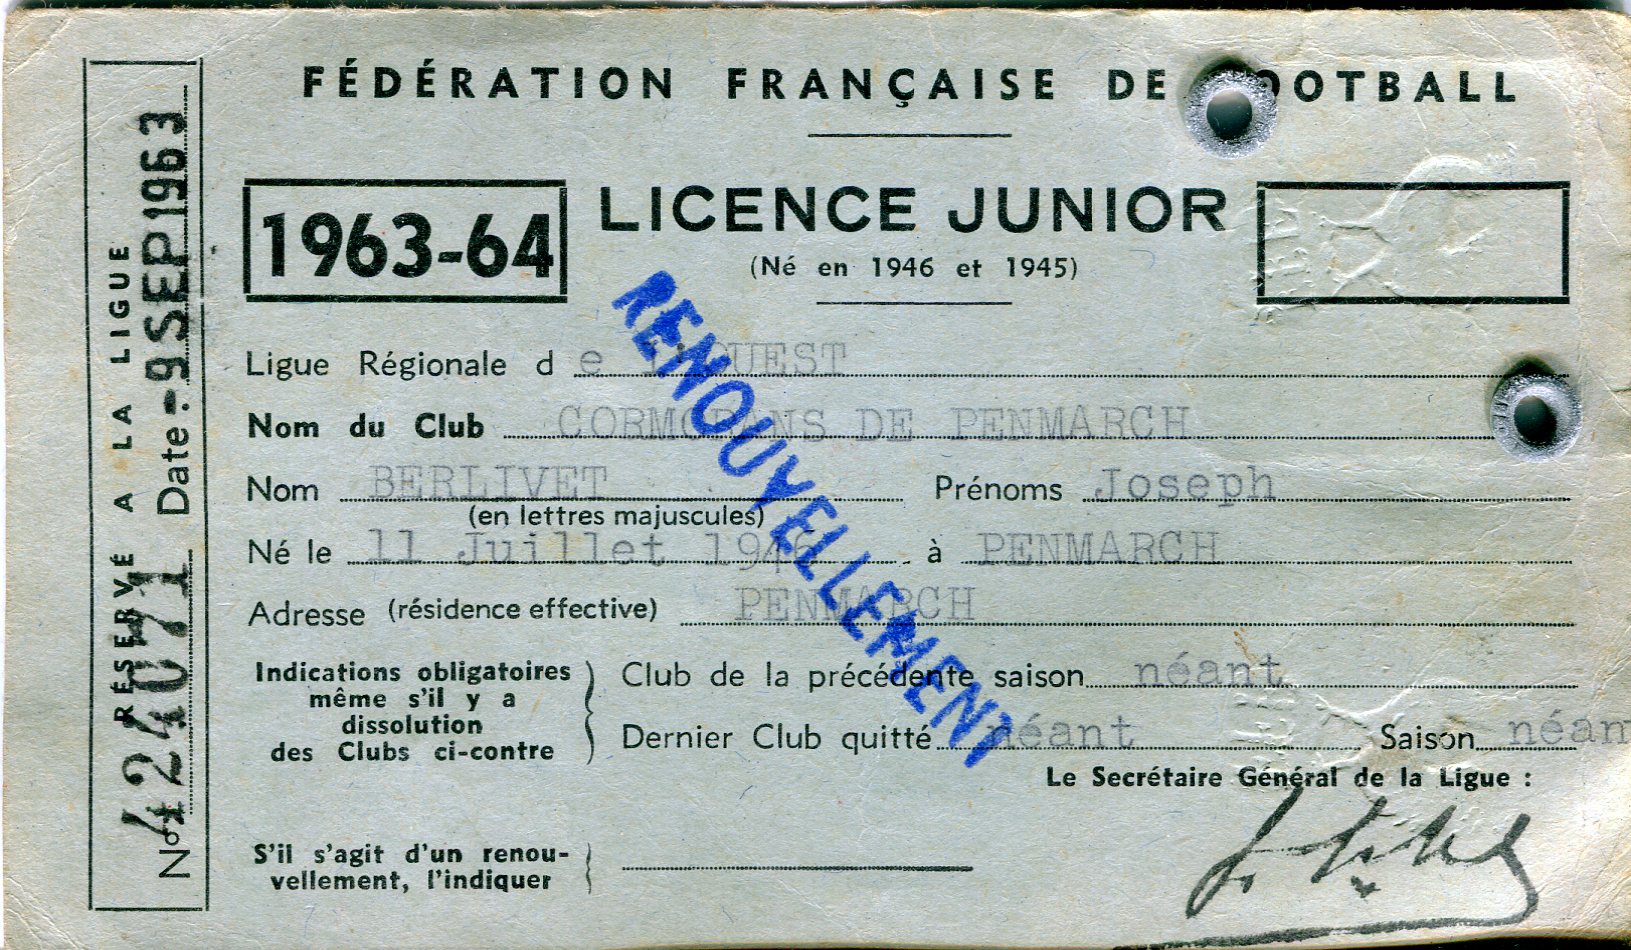 FÉDÉRATION FRANÇAISE DE FOOTBALL
1963-64
LICENCE JUNIOR
(Né en 1946 et 1945)
RENOUVELLEMENT
Ligue Régionale d e l'OUEST
Nom du Club CORMORANS DE PENMARCH
Nom BERLIVET Prénoms Joseph
(en lettres majuscules)
Né le 11 Juillet 1946 à PENMARCH
Adresse (résidence effective) PENMARCH
Indications obligatoires
même s'il y a
dissolution
des Clubs ci-contre
Club de la précédente saison néant
Dernier Club quitté néant Saison néan
Le Secrétaire Général de la Ligue :
S'il s'agit d'un renou-
vellement, l'indiquer
RÉSERVÉ A LA LIGUE
No 424071 Date : -9 SEP 1963